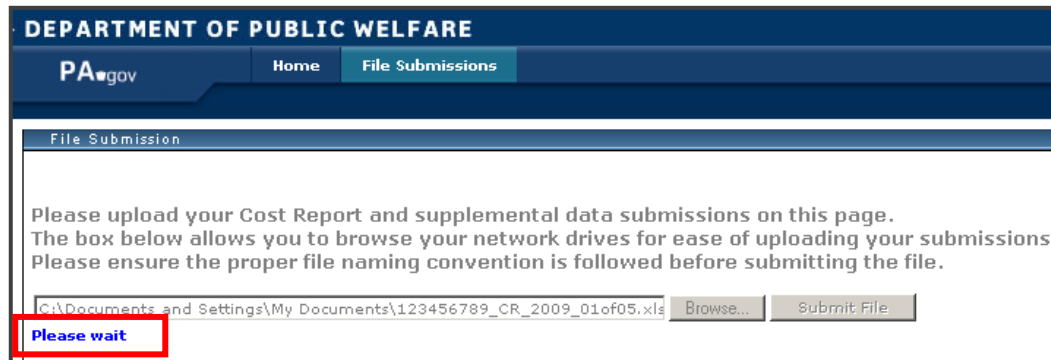 DEPARTMENT OF PUBLIC WELFARE
PA gov Home File Submissions
File Submission
Please upload your Cost Report and supplemental data submissions on this page.
The box below allows you to browse your network drives for ease of uploading your submissions
Please ensure the proper file naming convention is followed before submitting the file.
C:\Documents and Settings\My Documents\123456789_CR_2009_01of05.xls Browse... Submit File
Please wait